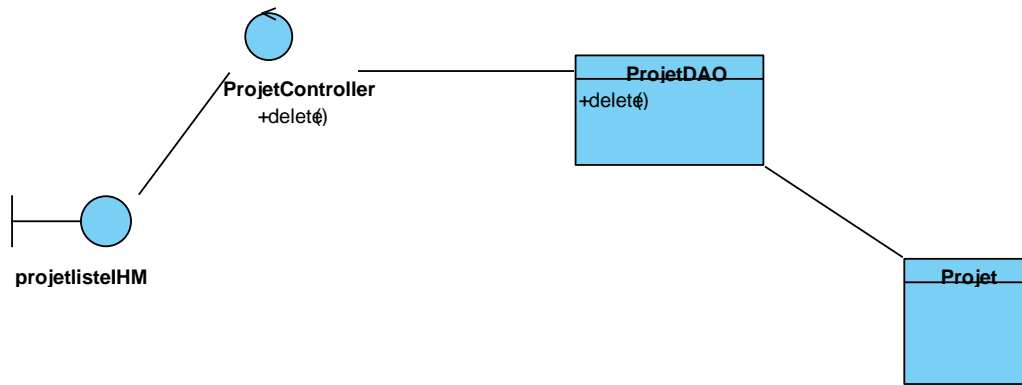 ProjetController
+delete()
ProjetDAO
+delete()
projetlisteIHM
Projet